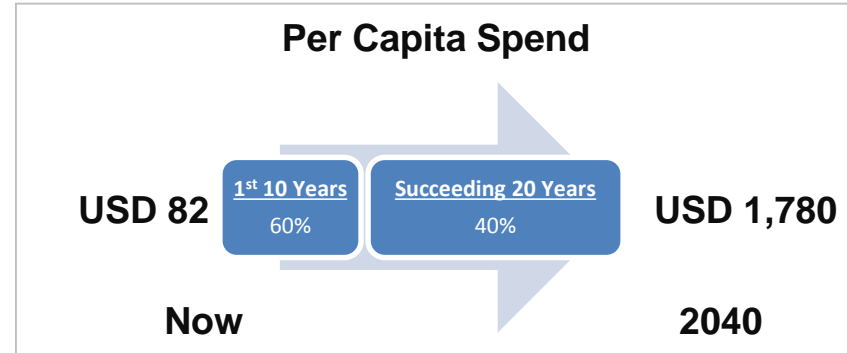 Per Capita Spend
USD 82
1st 10 Years
60%
Succeeding 20 Years
40%
USD 1,780
Now
2040